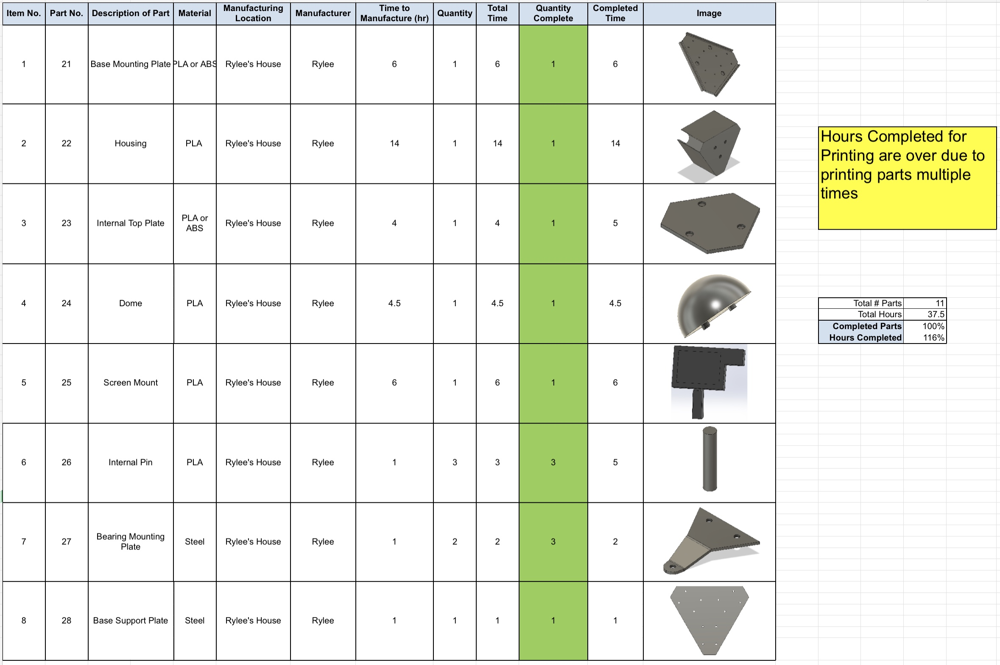 Item No. Part No. Description of Part Material Manufacturing Location Manufacturer Time to Manufacture (hr) Quantity Total Time Quantity Complete Completed Time Image
1 21 Base Mounting Plate PLA or ABS Rylee's House Rylee 6 1 6 1 6
2 22 Housing PLA Rylee's House Rylee 14 1 14 1 14
Hours Completed for
Printing are over due to
printing parts multiple
times
3 23 Internal Top Plate PLA or ABS Rylee's House Rylee 4 1 4 1 5
4 24 Dome PLA Rylee's House Rylee 4.5 1 4.5 1 4.5
Total # Parts 11
Total Hours 37.5
Completed Parts 100%
Hours Completed 116%
5 25 Screen Mount PLA Rylee's House Rylee 6 1 6 1 6
6 26 Internal Pin PLA Rylee's House Rylee 1 3 3 3 5
7 27 Bearing Mounting Plate Steel Rylee's House Rylee 1 2 2 3 2
8 28 Base Support Plate Steel Rylee's House Rylee 1 1 1 1 1